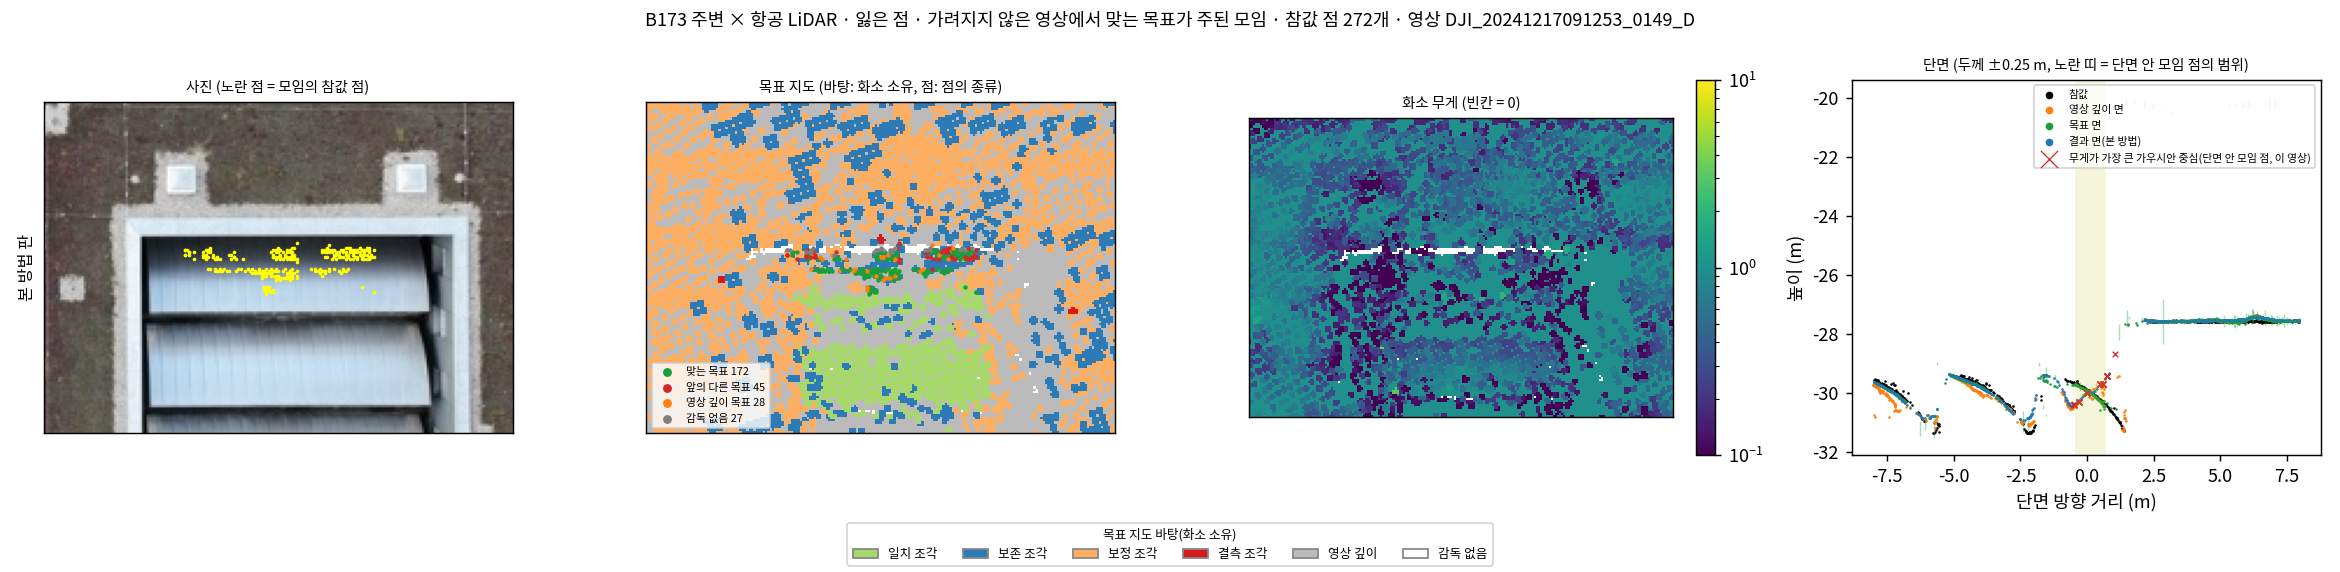 B173 주변 × 항공 LiDAR · 잃은 점 · 가려지지 않은 영상에서 맞는 목표가 주된 모임 · 참값 점 272개 · 영상 DJI_20241217091253_0149_D
사진 (노란 점 = 모임의 참값 점)
본 방법 판
목표 지도 (바탕: 화소 소유, 점: 점의 종류)
맞는 목표 172
앞의 다른 목표 45
영상 깊이 목표 28
감독 없음 27
화소 무게 (빈칸 = 0)
10¹
10⁰
10⁻¹
단면 (두께 ±0.25 m, 노란 띠 = 단면 안 모임 점의 범위)
참값
영상 깊이 면
목표 면
결과 면(본 방법)
무게가 가장 큰 가우시안 중심(단면 안 모임 점, 이 영상)
높이 (m)
-20
-22
-24
-26
-28
-30
-32
-7.5 -5.0 -2.5 0.0 2.5 5.0 7.5
단면 방향 거리 (m)
목표 지도 바탕(화소 소유)
일치 조각 보존 조각 보정 조각 결측 조각 영상 깊이 감독 없음